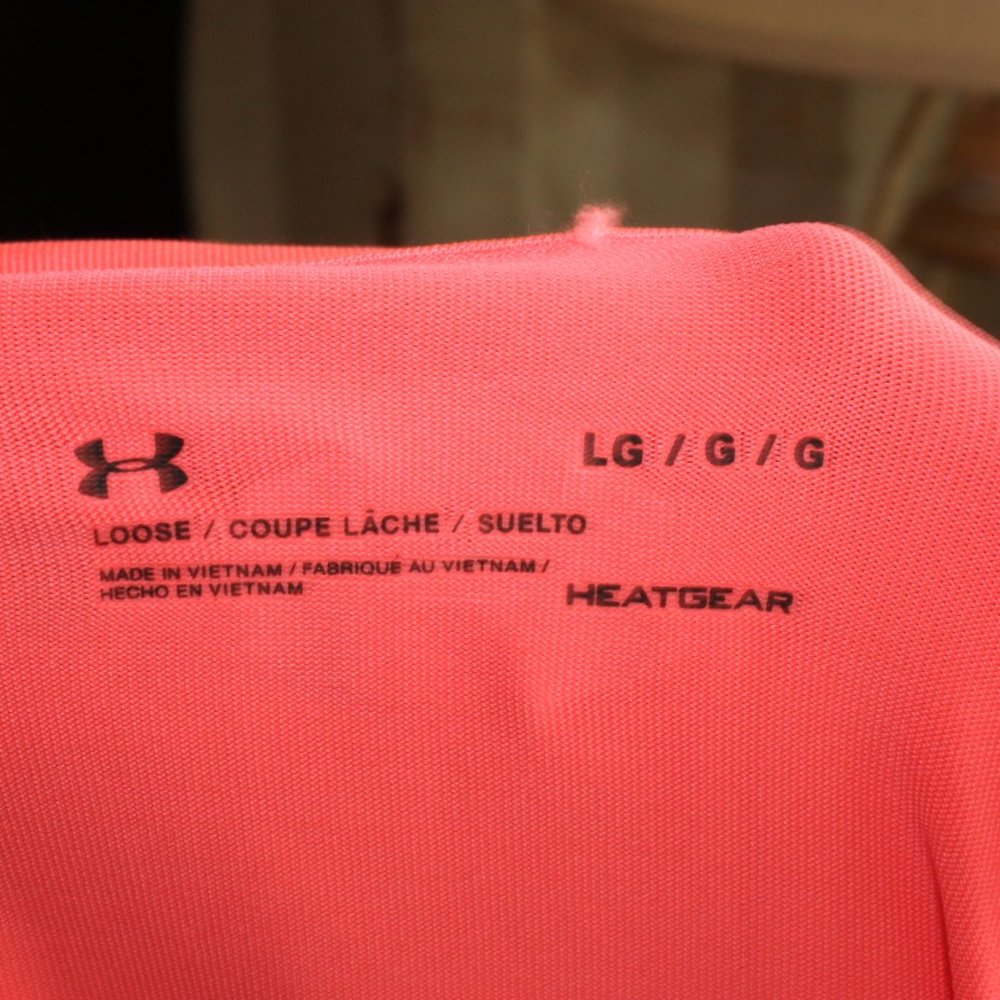 LG / G / G
LOOSE / COUPE LÂCHE / SUELTO
MADE IN VIETNAM / FABRIQUÉ AU VIETNAM /
HECHO EN VIETNAM
HEATGEAR